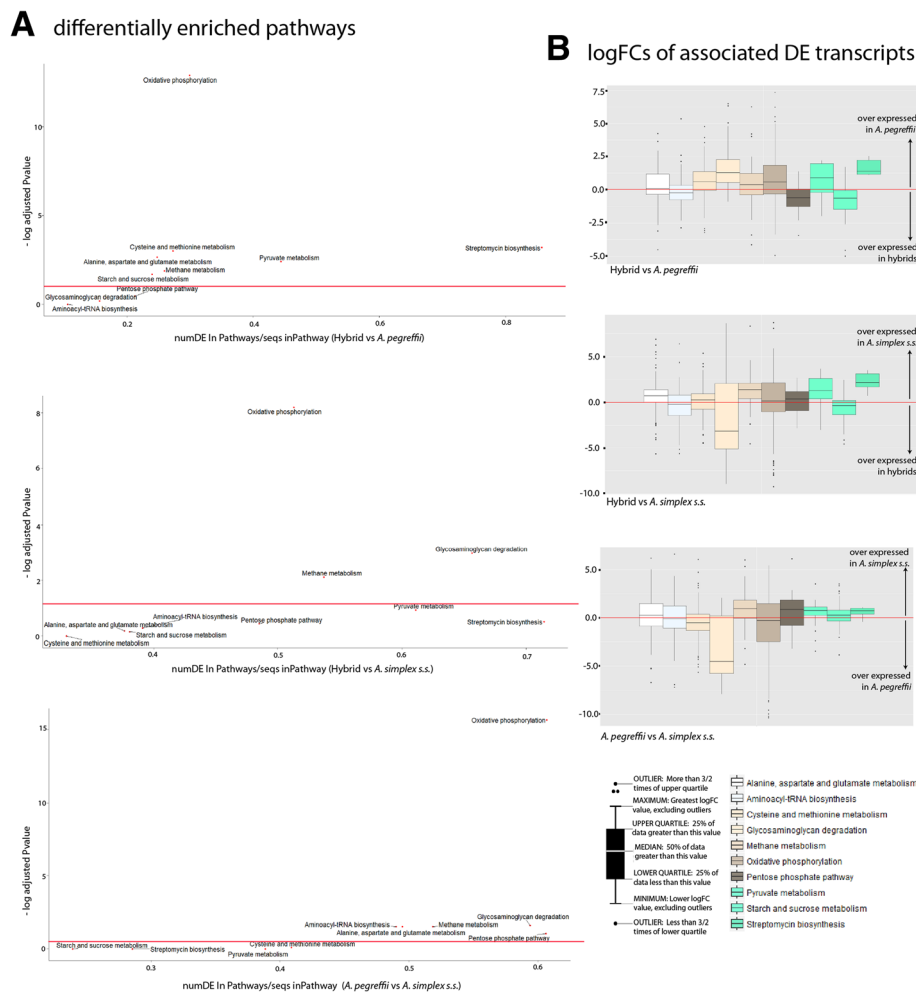 A differentially enriched pathways
Oxidative phosphorylation
10
- log adjusted Pvalue
5
Cysteine and methionine metabolism
Streptomycin biosynthesis
Pyruvate metabolism
Alanine, aspartate and glutamate metabolism
Methane metabolism
Starch and sucrose metabolism
Pentose phosphate pathway
Glycosaminoglycan degradation
0
Aminoacyl-tRNA biosynthesis
0.2 0.4 0.6 0.8
numDE In Pathways/seqs inPathway (Hybrid vs A. pegreffii)
8
Oxidative phosphorylation
6
- log adjusted Pvalue
4
Glycosaminoglycan degradation
Methane metabolism
2
Pyruvate metabolism
Aminoacyl-tRNA biosynthesis
Pentose phosphate pathway
Streptomycin biosynthesis
Alanine, aspartate and glutamate metabolism
0
Starch and sucrose metabolism
Cysteine and methionine metabolism
0.4 0.5 0.6 0.7
numDE In Pathways/seqs inPathway (Hybrid vs A. simplex s.s.)
15
Oxidative phosphorylation
10
- log adjusted Pvalue
5
Glycosaminoglycan degradation
Aminoacyl-tRNA biosynthesis
Methane metabolism
Alanine, aspartate and glutamate metabolism
Pentose phosphate pathway
0
Starch and sucrose metabolism
Streptomycin biosynthesis
Cysteine and methionine metabolism
Pyruvate metabolism
0.3 0.4 0.5 0.6
numDE In Pathways/seqs inPathway (A. pegreffii vs A. simplex s.s.)
B logFCs of associated DE transcripts
7.5
5.0
2.5
0.0
-2.5
-5.0
over expressed
in A. pegreffii
over expressed
in hybrids
Hybrid vs A. pegreffii
5.0
0.0
-5.0
-10.0
over expressed
in A. simplex s.s.
over expressed
in hybrids
Hybrid vs A. simplex s.s.
5.0
0.0
-5.0
-10.0
over expressed
in A. simplex s.s.
over expressed
in A. pegreffii
A. pegreffii vs A. simplex s.s.
OUTLIER: More than 3/2
times of upper quartile
MAXIMUM: Greatest logFC
value, excluding outliers
UPPER QUARTILE: 25% of
data greater than this value
MEDIAN: 50% of data
greater than this value
LOWER QUARTILE: 25% of
data less than this value
MINIMUM: Lower logFC
value, excluding outliers
OUTLIER: Less than 3/2
times of lower quartile
Alanine, aspartate and glutamate metabolism
Aminoacyl-tRNA biosynthesis
Cysteine and methionine metabolism
Glycosaminoglycan degradation
Methane metabolism
Oxidative phosphorylation
Pentose phosphate pathway
Pyruvate metabolism
Starch and sucrose metabolism
Streptomycin biosynthesis